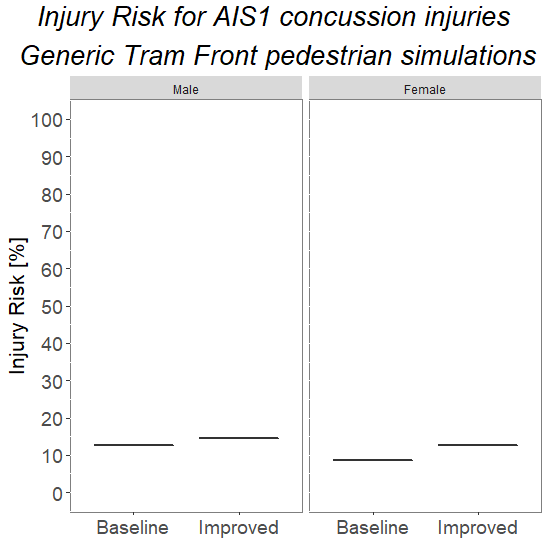 Injury Risk for AIS1 concussion injuries
Generic Tram Front pedestrian simulations
Male Female
Injury Risk [%]
100
90
80
70
60
50
40
30
20
10
0
Baseline Improved Baseline Improved